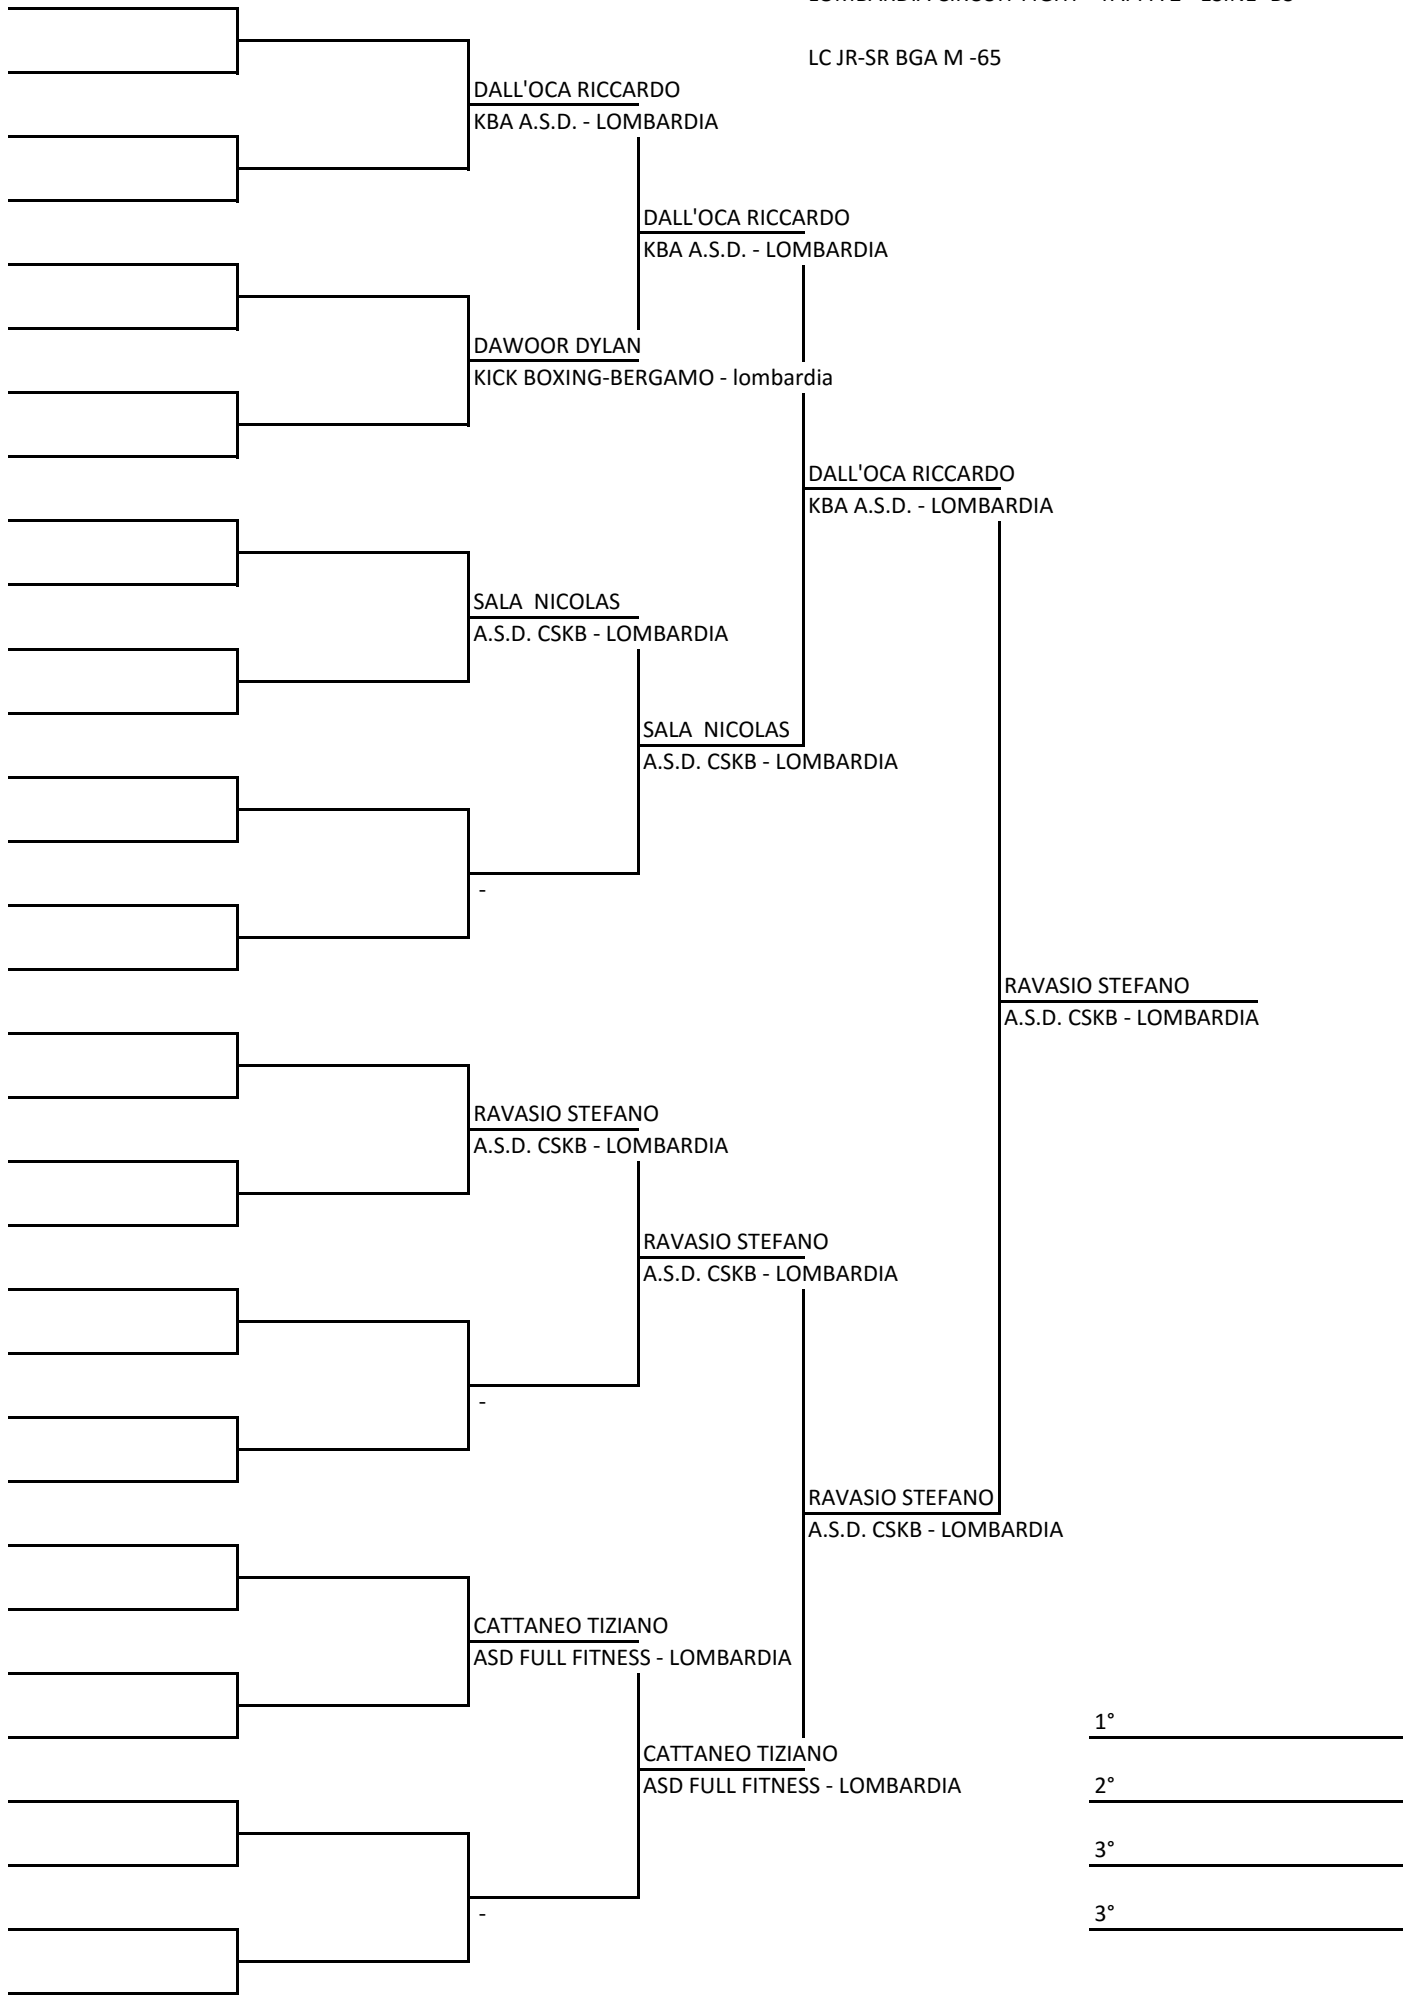 LC JR-SR BGA M -65
DALL'OCA RICCARDO
KBA A.S.D. - LOMBARDIA
DALL'OCA RICCARDO
KBA A.S.D. - LOMBARDIA
DAWOOR DYLAN
KICK BOXING-BERGAMO - lombardia
DALL'OCA RICCARDO
KBA A.S.D. - LOMBARDIA
SALA  NICOLAS
A.S.D. CSKB - LOMBARDIA
SALA  NICOLAS
A.S.D. CSKB - LOMBARDIA
-
RAVASIO STEFANO
A.S.D. CSKB - LOMBARDIA
RAVASIO STEFANO
A.S.D. CSKB - LOMBARDIA
RAVASIO STEFANO
A.S.D. CSKB - LOMBARDIA
-
RAVASIO STEFANO
A.S.D. CSKB - LOMBARDIA
CATTANEO TIZIANO
ASD FULL FITNESS - LOMBARDIA
1°
CATTANEO TIZIANO
ASD FULL FITNESS - LOMBARDIA
2°
3°
-
3°